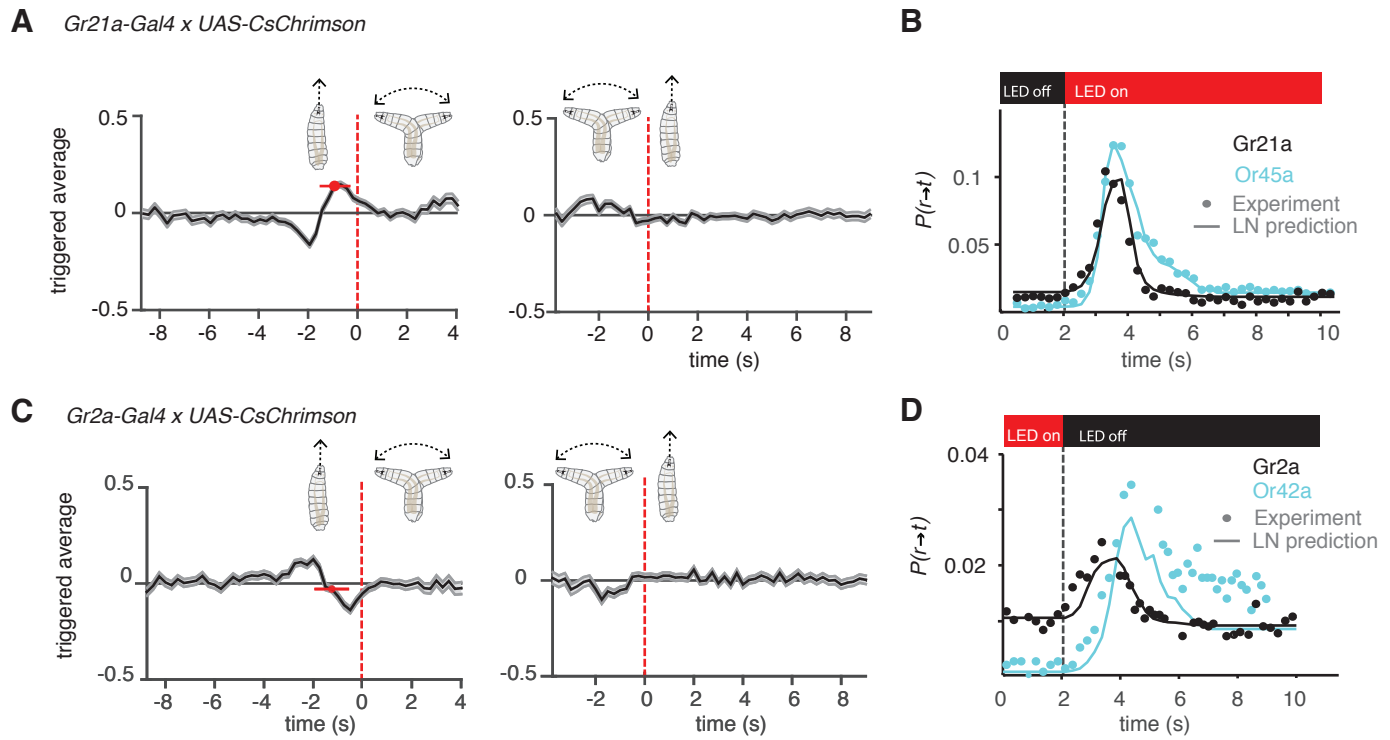 A Gr21a-Gal4 x UAS-CsChrimson
triggered average
0.5
0
-0.5
-8 -6 -4 -2 0 2 4
0.5
0
-0.5
-2 0 2 4 6 8
time (s)
B
LED off LED on
Gr21a
Or45a
Experiment
LN prediction
P(r→t)
0.1
0.05
0 2 4 6 8 10
time (s)
C Gr2a-Gal4 x UAS-CsChrimson
triggered average
0.5
0
-0.5
-8 -6 -4 -2 0 2 4
time (s)
0.5
0
-0.5
-2 0 2 4 6 8
time (s)
D
LED on LED off
Gr2a
Or42a
Experiment
LN prediction
P(r→t)
0.04
0.02
0 2 4 6 8 10
time (s)